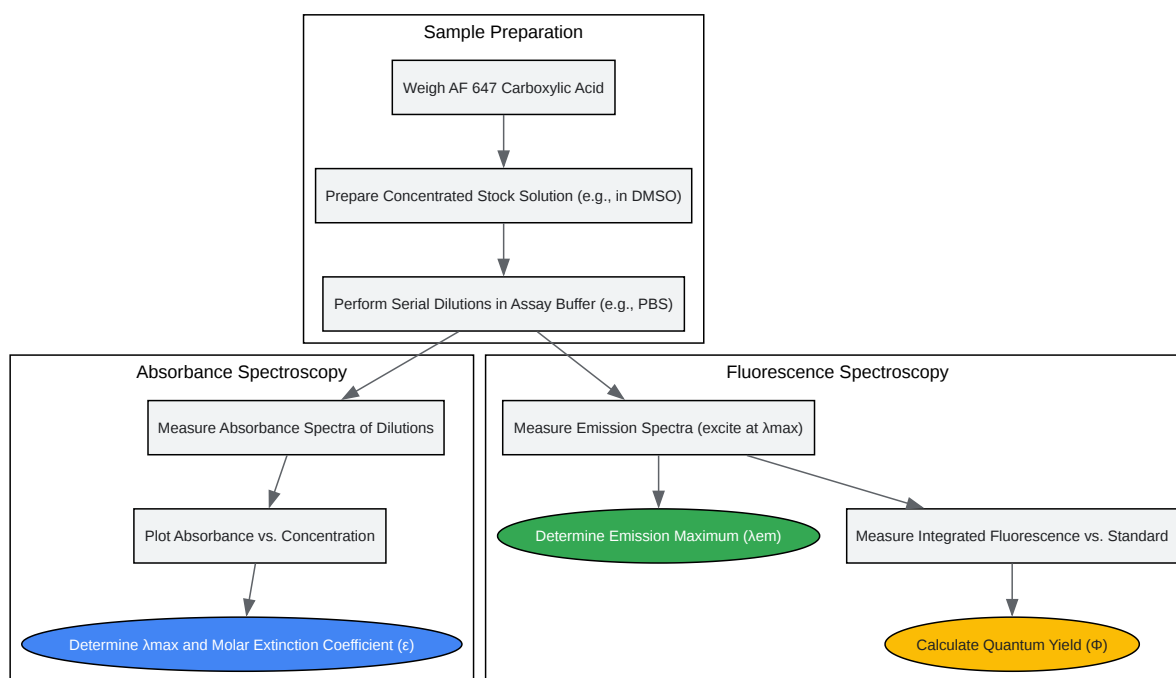 Sample Preparation
Weigh AF 647 Carboxylic Acid
Prepare Concentrated Stock Solution (e.g., in DMSO)
Perform Serial Dilutions in Assay Buffer (e.g., PBS)
Absorbance Spectroscopy
Measure Absorbance Spectra of Dilutions
Plot Absorbance vs. Concentration
Determine λmax and Molar Extinction Coefficient (ε)
Fluorescence Spectroscopy
Measure Emission Spectra (excite at λmax)
Determine Emission Maximum (λem)
Measure Integrated Fluorescence vs. Standard
Calculate Quantum Yield (Φ)